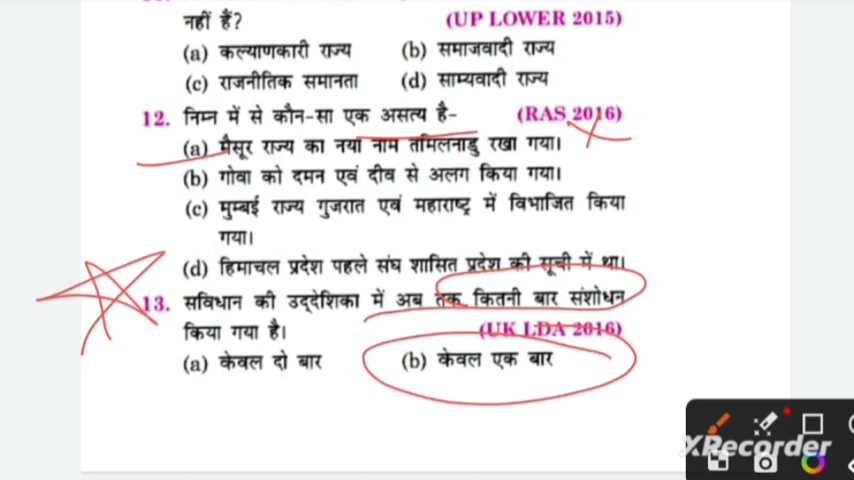 नहीं हैं? (UP LOWER 2015)
(a) कल्याणकारी राज्य (b) समाजवादी राज्य
(c) राजनीतिक समानता (d) साम्यवादी राज्य
12. निम्न में से कौन-सा एक असत्य है- (RAS 2016)
(a) मैसूर राज्य का नया नाम तमिलनाडु रखा गया।
(b) गोवा को दमन एवं दीव से अलग किया गया।
(c) मुम्बई राज्य गुजरात एवं महाराष्ट्र में विभाजित किया
गया।
(d) हिमाचल प्रदेश पहले संघ शासित प्रदेश की सूची में था।
13. सविधान की उद्देशिका में अब तक कितनी बार संशोधन
किया गया है। (UK LDA 2016)
(a) केवल दो बार (b) केवल एक बार
XRecorder